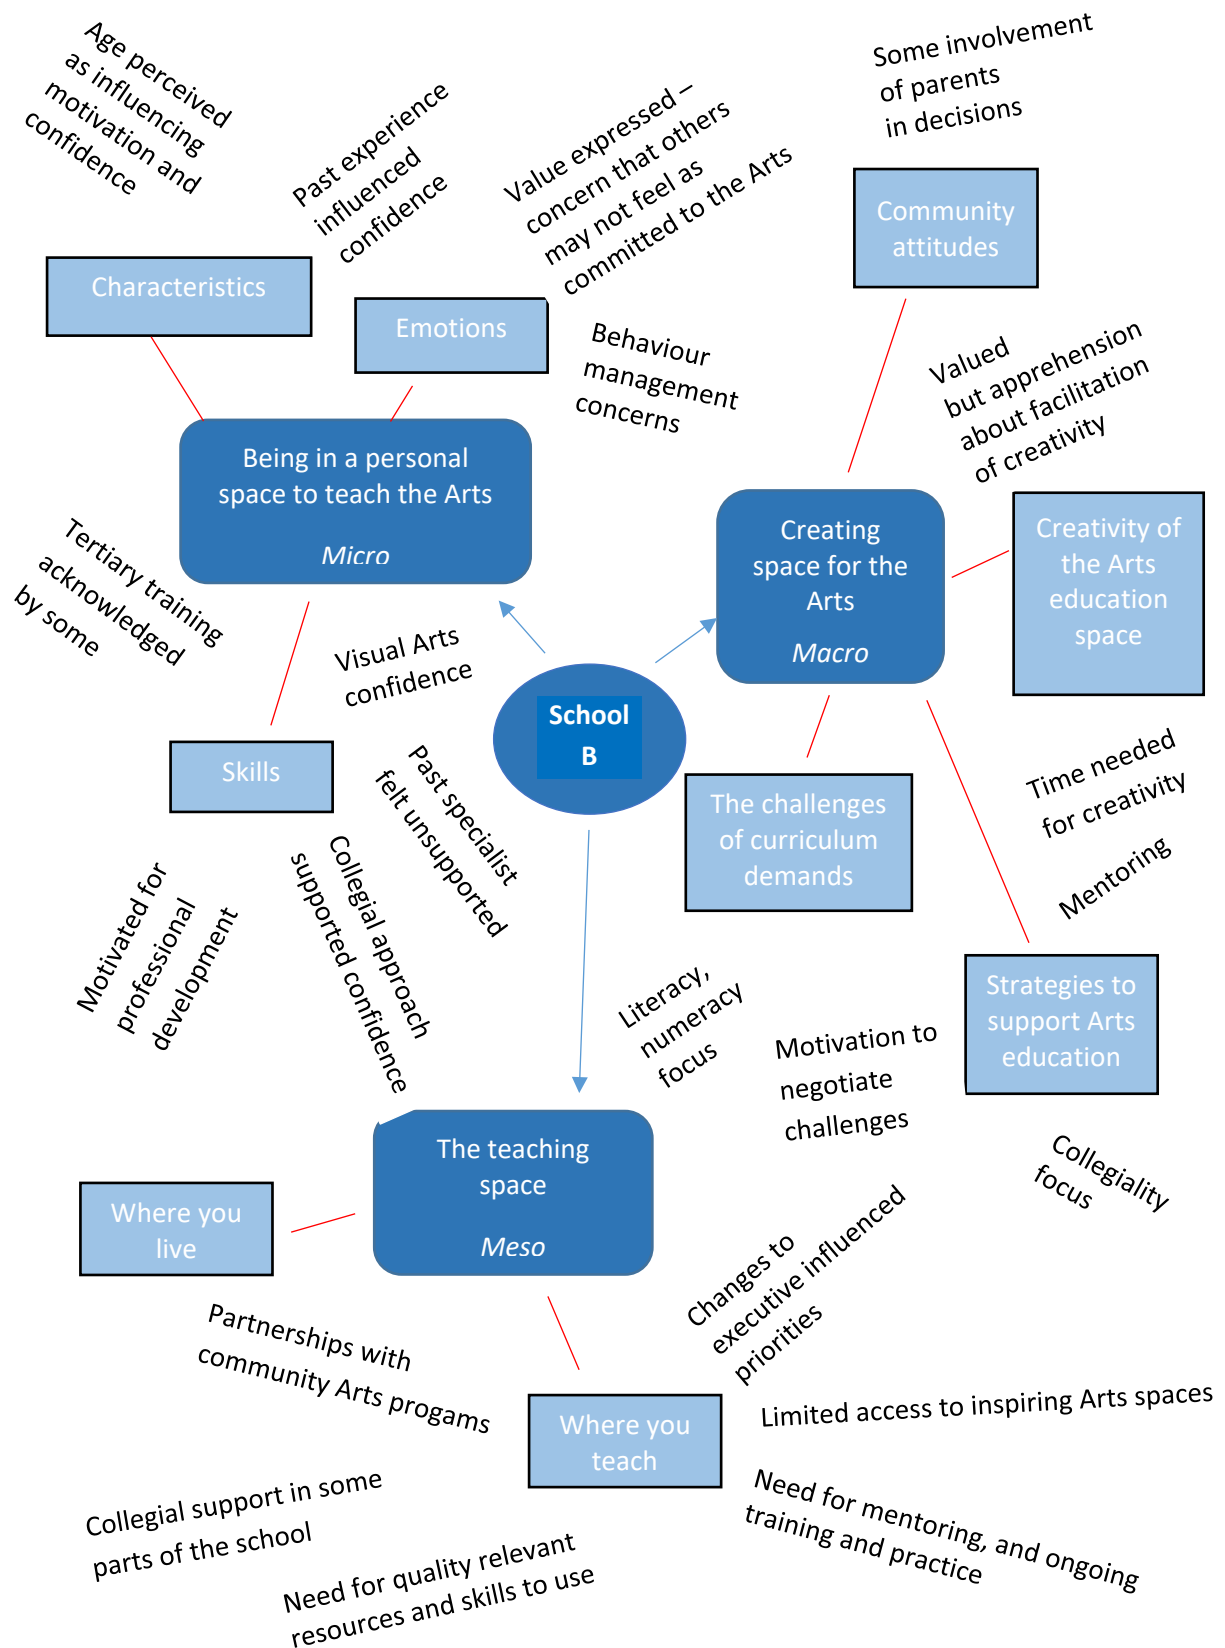 Age perceived
as influencing
motivation and
confidence
Past experience
influenced
confidence
Value expressed –
concern that others
may not feel as
committed to the Arts
Some involvement
of parents
in decisions
Characteristics
Emotions
Community
attitudes
Behaviour
management
concerns
Valued
but apprehension
about facilitation
of creativity
Being in a personal
space to teach the Arts
Micro
Creating
space for the
Arts
Macro
Creativity of
the Arts
education
space
Tertiary training
acknowledged
by some
Visual Arts
confidence
School
B
Skills
Past specialist
felt unsupported
The challenges
of curriculum
demands
Time needed
for creativity
Mentoring
Motivated for
professional
development
Collegial approach
supported confidence
Literacy,
numeracy
focus
Motivation to
negotiate
challenges
Strategies to
support Arts
education
Collegiality
focus
The teaching
space
Meso
Where you
live
Changes to
executive influenced
priorities
Partnerships with
community Arts progams
Where you
teach
Limited access to inspiring Arts spaces
Collegial support in some
parts of the school
Need for mentoring, and ongoing
training and practice
Need for quality relevant
resources and skills to use